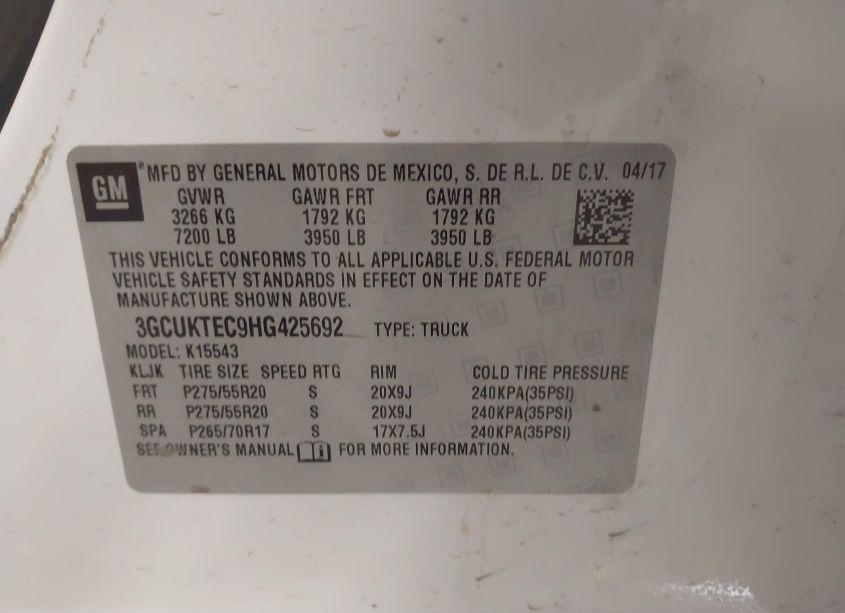 GM
*MFD BY GENERAL MOTORS DE MEXICO, S. DE R.L. DE C.V. 04/17
GVWR GAWR FRT GAWR RR
3266 KG 1792 KG 1792 KG
7200 LB 3950 LB 3950 LB
THIS VEHICLE CONFORMS TO ALL APPLICABLE U.S. FEDERAL MOTOR
VEHICLE SAFETY STANDARDS IN EFFECT ON THE DATE OF
MANUFACTURE SHOWN ABOVE.
3GCUKTEC9HG425692 TYPE: TRUCK
MODEL: K15543
KLJK TIRE SIZE SPEED RTG RIM COLD TIRE PRESSURE
FRT P275/55R20 S 20X9J 240KPA(35PSI)
RR P275/55R20 S 20X9J 240KPA(35PSI)
SPA P265/70R17 S 17X7.5J 240KPA(35PSI)
SEE OWNER'S MANUAL FOR MORE INFORMATION.